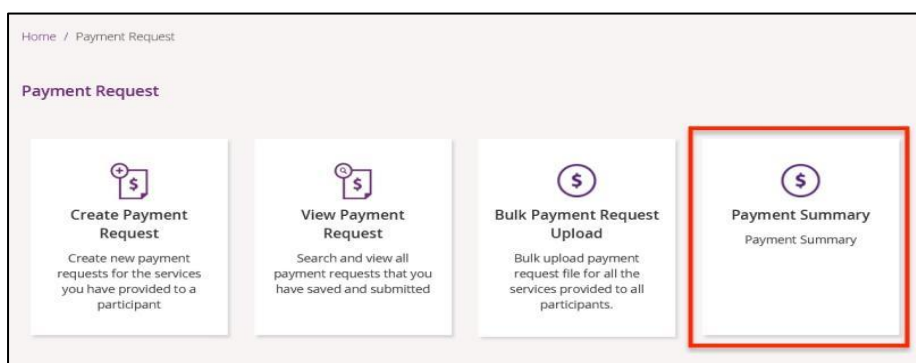 Home / Payment Request
Payment Request
Create Payment
Request
Create new payment
requests for the services
you have provided to a
participant
View Payment
Request
Search and view all
payment requests that you
have saved and submitted
Bulk Payment Request
Upload
Bulk upload payment
request file for all the
services provided to all
participants.
Payment Summary
Payment Summary